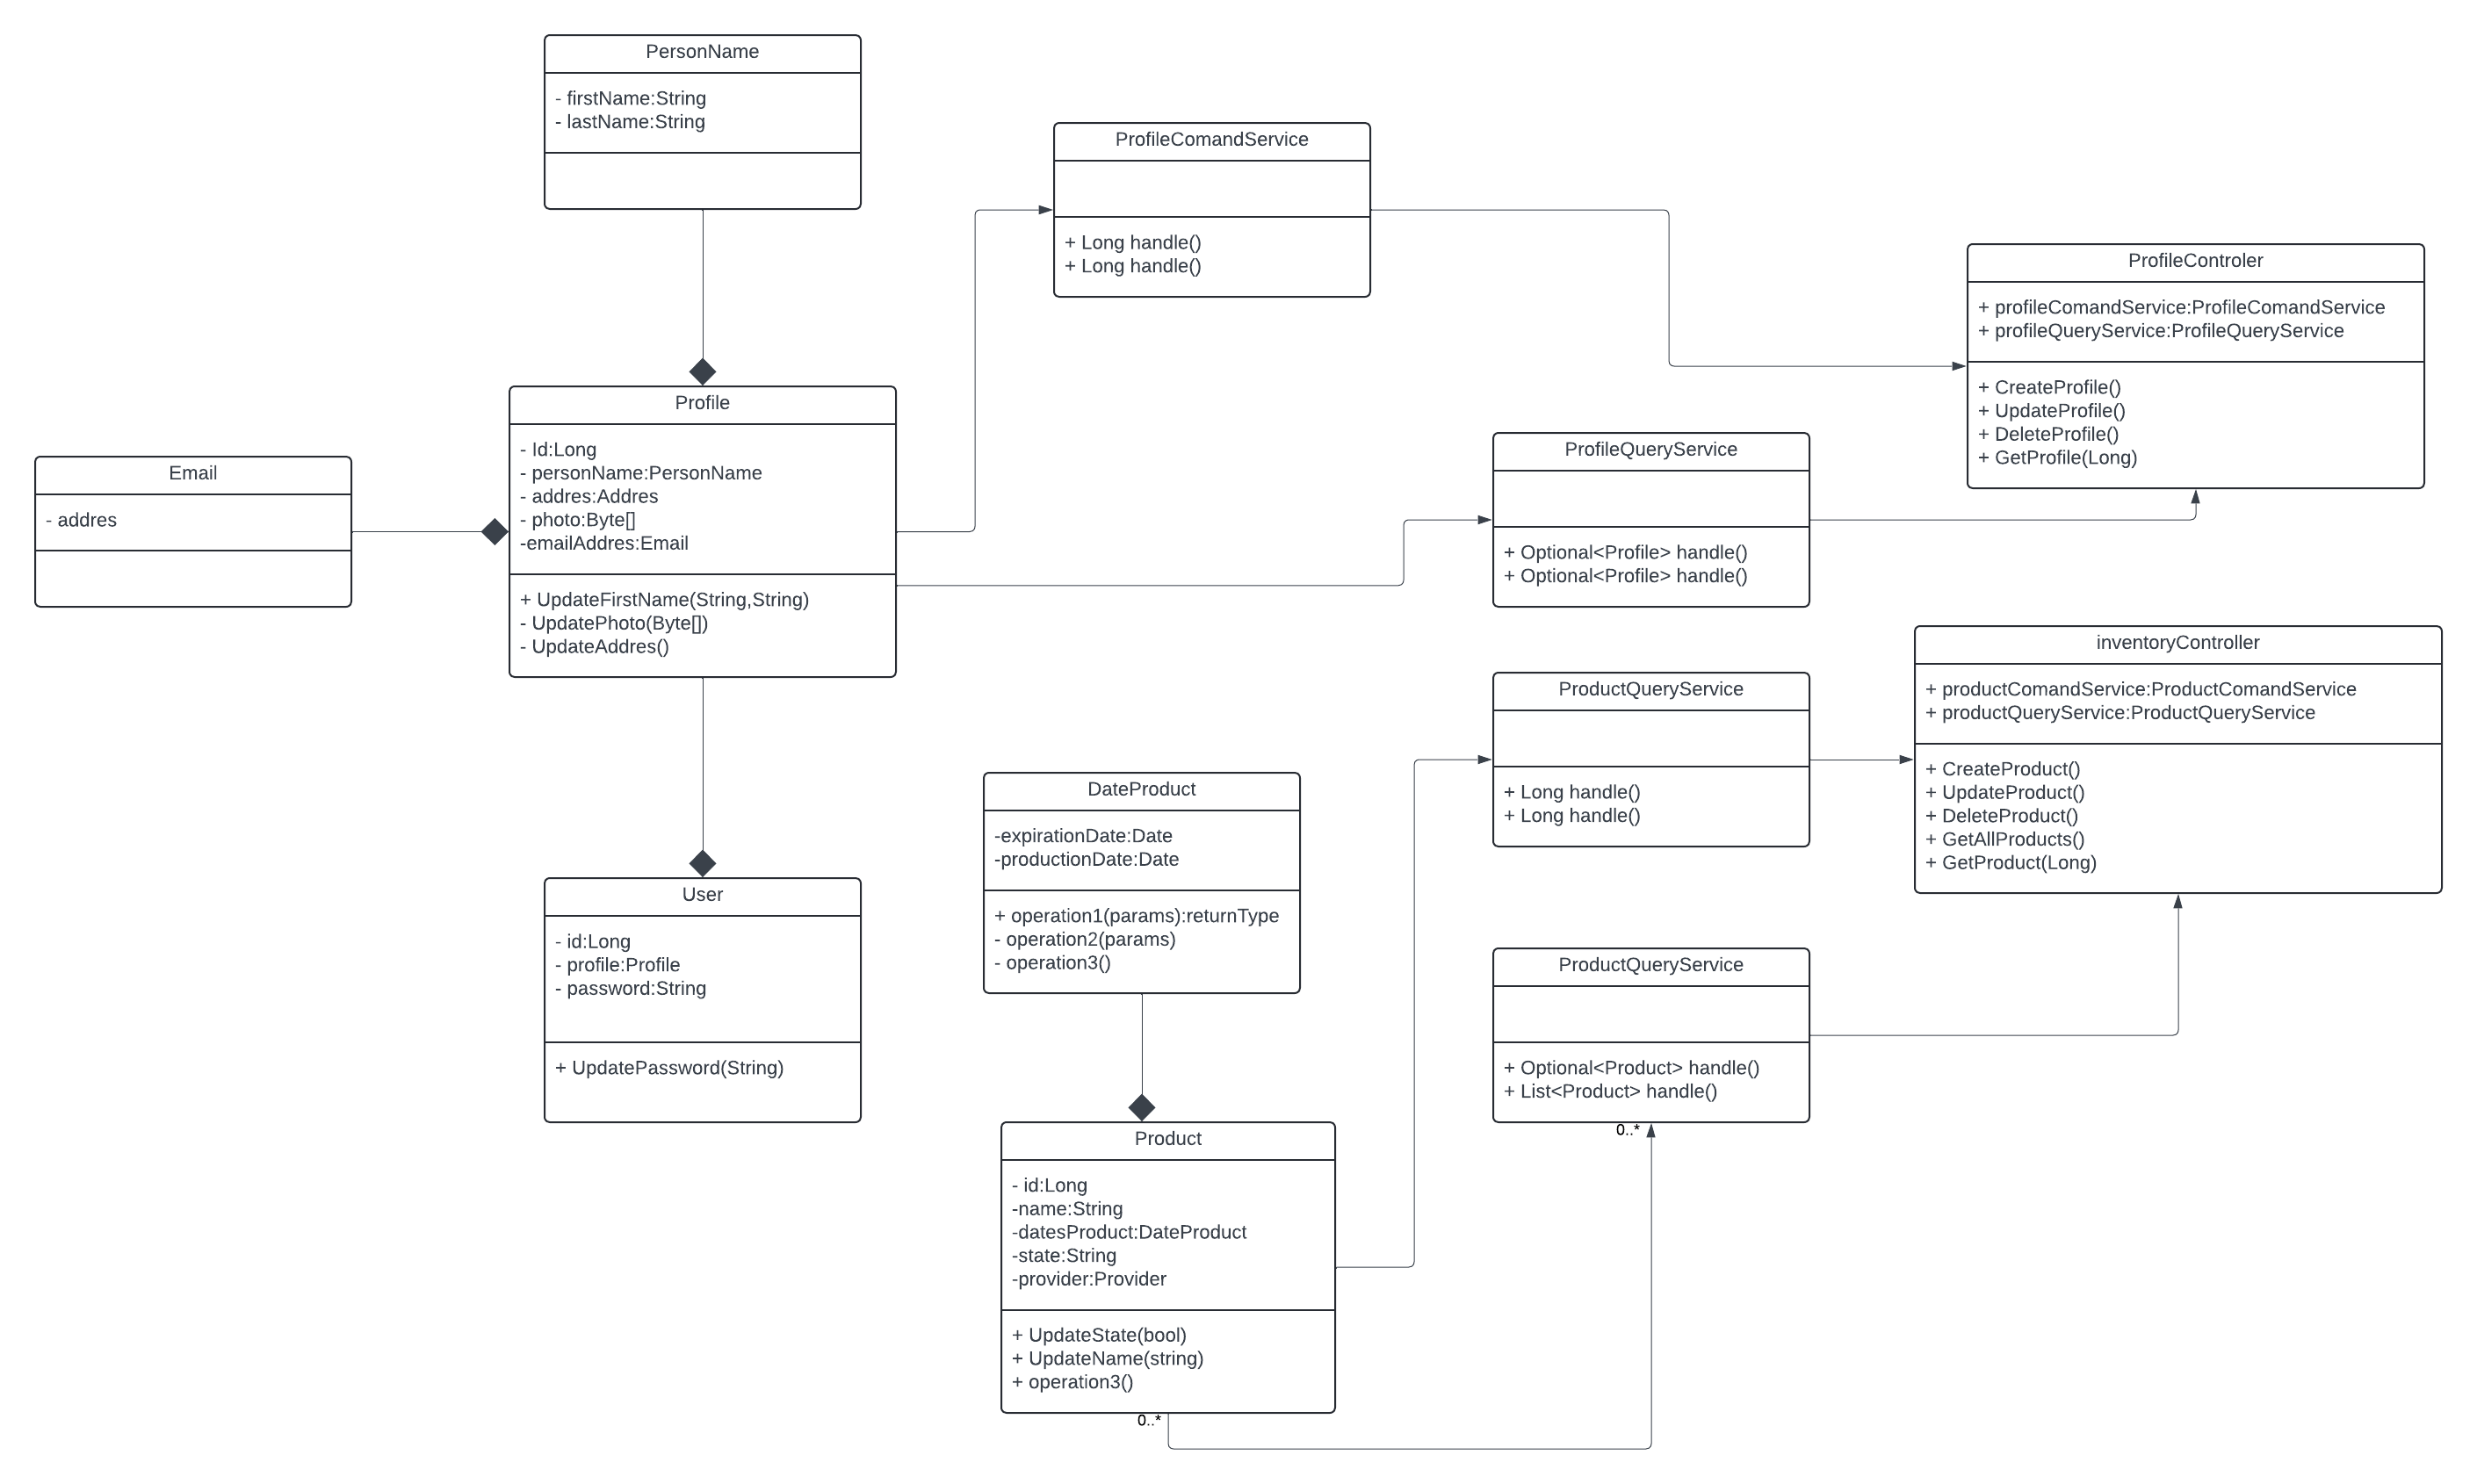 PersonName
- firstName:String
- lastName:String
ProfileComandService
+ Long handle()
+ Long handle()
ProfileControler
+ profileComandService:ProfileComandService
+ profileQueryService:ProfileQueryService
+ CreateProfile()
+ UpdateProfile()
+ DeleteProfile()
+ GetProfile(Long)
Profile
- Id:Long
- personName:PersonName
- addres:Addres
- photo:Byte[]
-emailAddres:Email
+ UpdateFirstName(String,String)
- UpdatePhoto(Byte[])
- UpdateAddres()
Email
- addres
ProfileQueryService
+ Optional<Profile> handle()
+ Optional<Profile> handle()
inventoryController
+ productComandService:ProductComandService
+ productQueryService:ProductQueryService
+ CreateProduct()
+ UpdateProduct()
+ DeleteProduct()
+ GetAllProducts()
+ GetProduct(Long)
ProductQueryService
+ Long handle()
+ Long handle()
DateProduct
-expirationDate:Date
-productionDate:Date
+ operation1(params):returnType
- operation2(params)
- operation3()
User
- id:Long
- profile:Profile
- password:String
+ UpdatePassword(String)
ProductQueryService
+ Optional<Product> handle()
+ List<Product> handle()
0..*
Product
- id:Long
-name:String
-datesProduct:DateProduct
-state:String
-provider:Provider
+ UpdateState(bool)
+ UpdateName(string)
+ operation3()
0..*